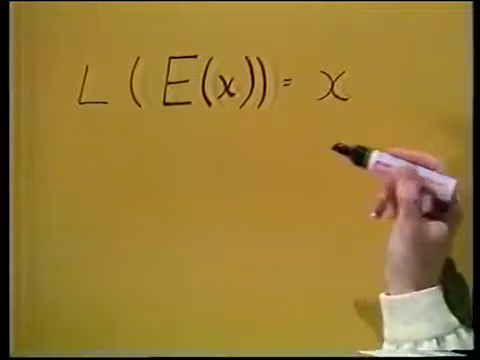 L ( E(x)) = x